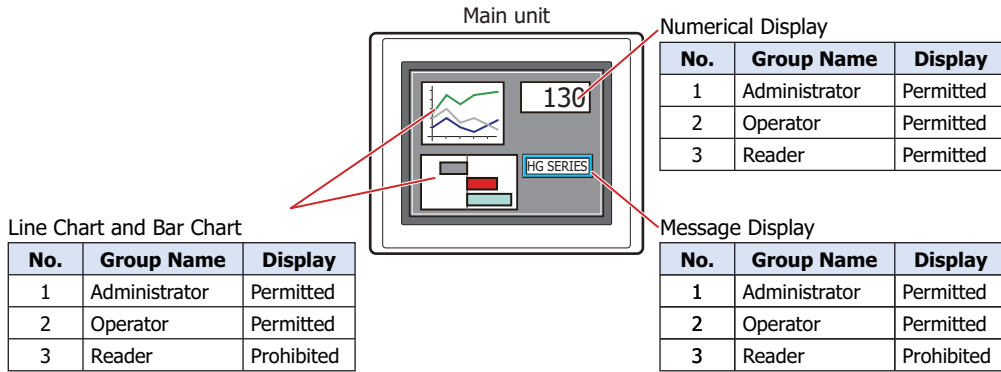 Main unit
Numerical Display
No. Group Name Display
1 Administrator Permitted
2 Operator Permitted
3 Reader Permitted
130
HG SERIES
Line Chart and Bar Chart
No. Group Name Display
1 Administrator Permitted
2 Operator Permitted
3 Reader Prohibited
Message Display
No. Group Name Display
1 Administrator Permitted
2 Operator Permitted
3 Reader Prohibited